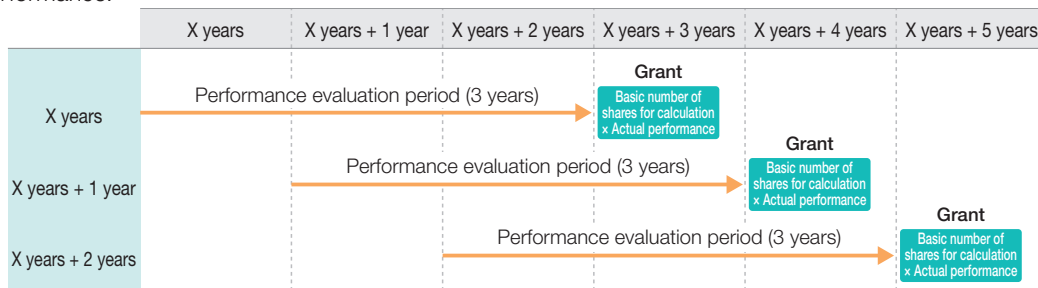 X years X years + 1 year X years + 2 years X years + 3 years X years + 4 years X years + 5 years
X years
Performance evaluation period (3 years)
Grant
Basic number of
shares for calculation
× Actual performance
X years + 1 year
Performance evaluation period (3 years)
Grant
Basic number of
shares for calculation
× Actual performance
X years + 2 years
Performance evaluation period (3 years)
Grant
Basic number of
shares for calculation
× Actual performance